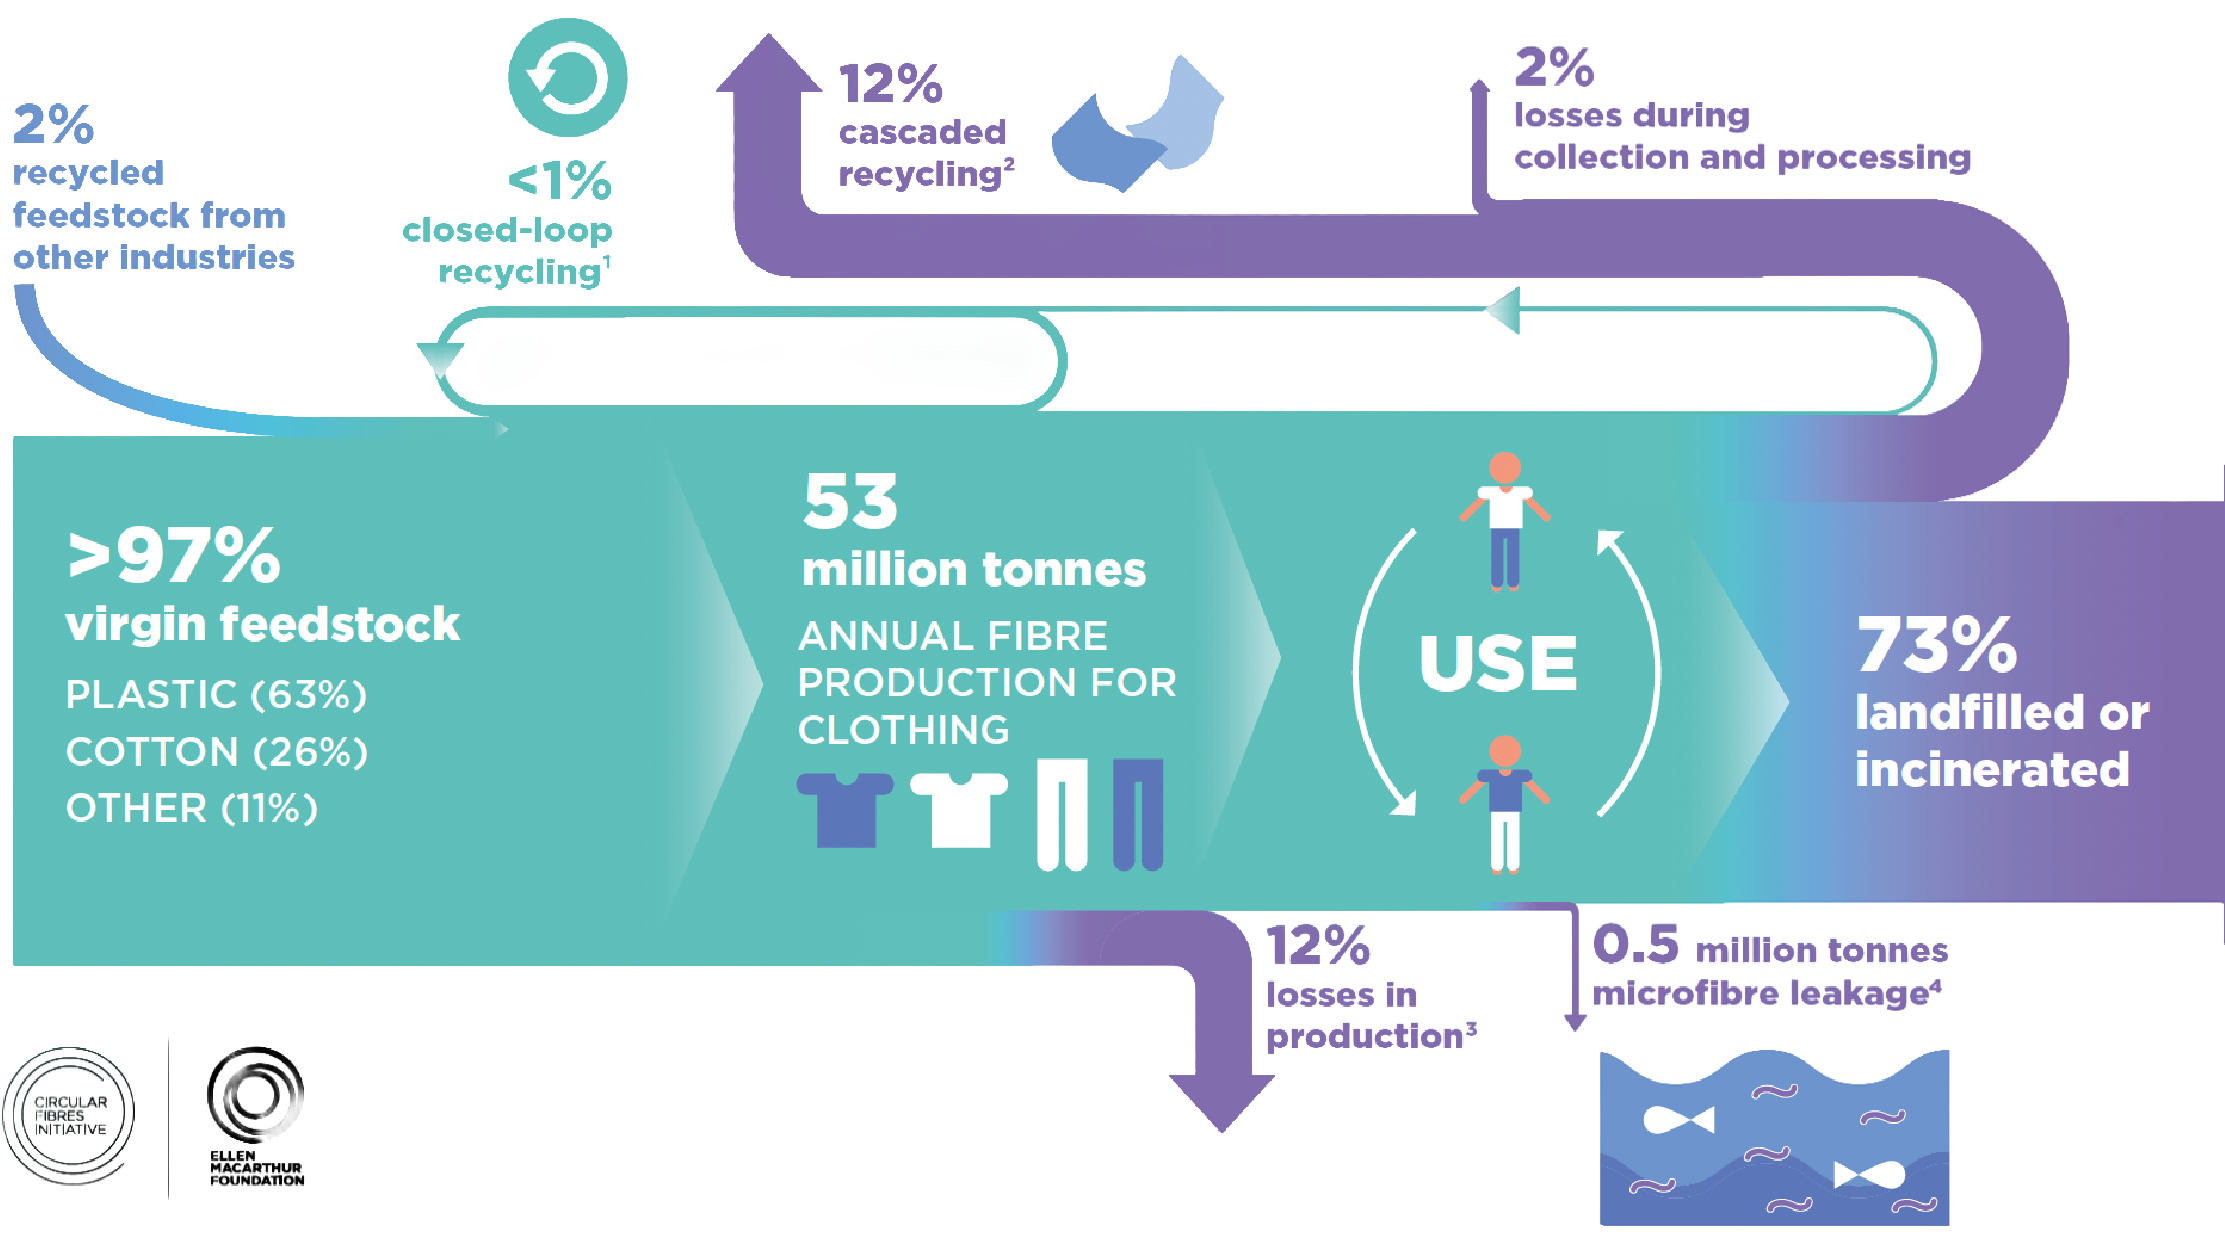 2%
recycled
feedstock from
other industries
<1%
closed-loop
recycling¹
12%
cascaded
recycling²
2%
losses during
collection and processing
>97%
virgin feedstock
PLASTIC (63%)
COTTON (26%)
OTHER (11%)
53
million tonnes
ANNUAL FIBRE
PRODUCTION FOR
CLOTHING
USE
73%
landfilled or
incinerated
12%
losses in
production³
0.5 million tonnes
microfibre leakage⁴
CIRCULAR
FIBRES
INITIATIVE
ELLEN
MACARTHUR
FOUNDATION